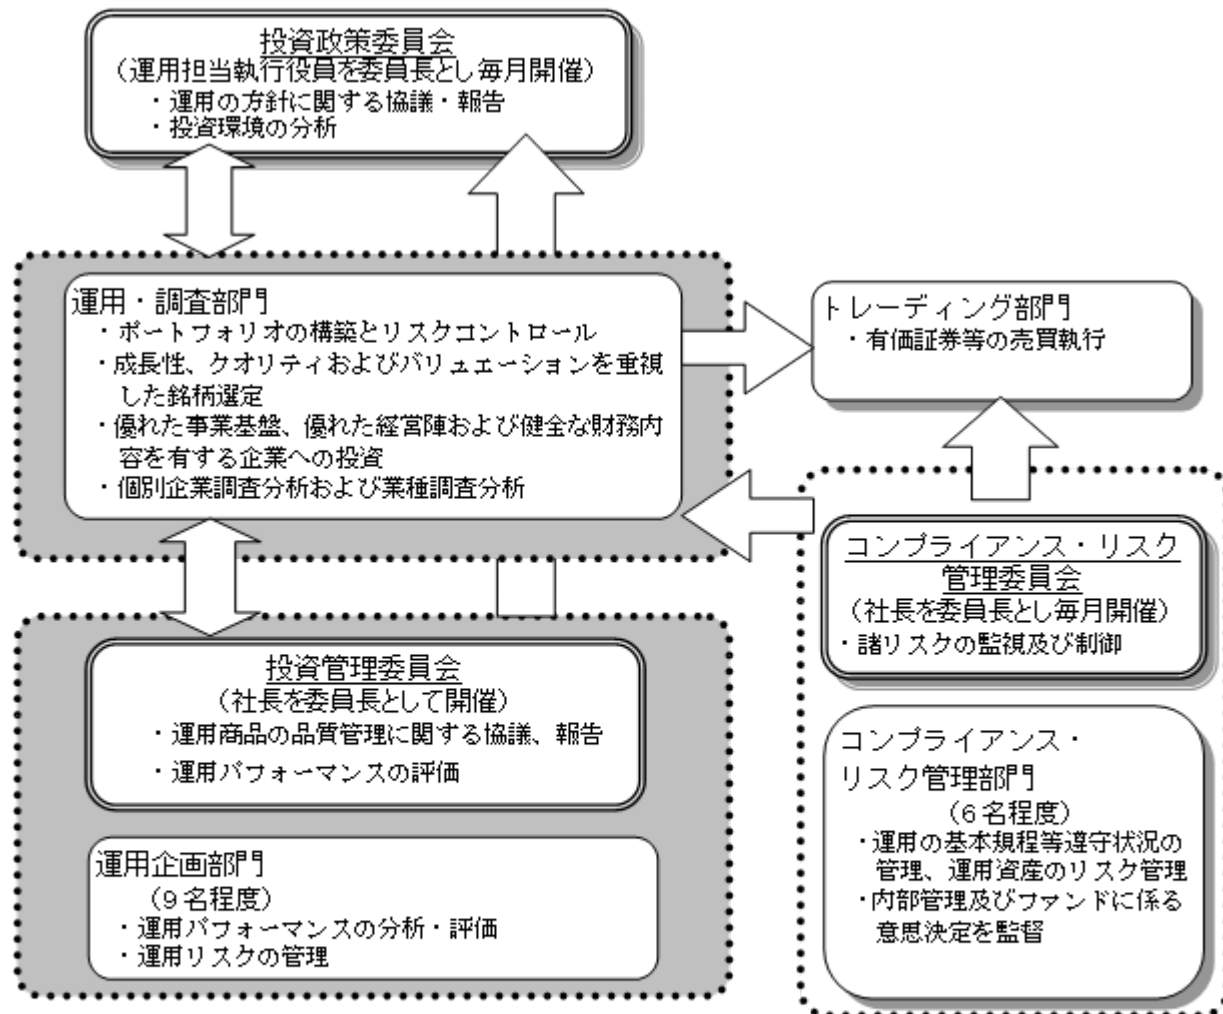 投資政策委員会
（運用担当執行役員を委員長とし毎月開催）
・運用の方針に関する協議・報告
・投資環境の分析
運用・調査部門
・ポートフォリオの構築とリスクコントロール
・成長性、クオリティおよびバリュエーションを重視
した銘柄選定
・優れた事業基盤、優れた経営陣および健全な財務内
容を有する企業への投資
・個別企業調査分析および業種調査分析
トレーディング部門
・有価証券等の売買執行
投資管理委員会
（社長を委員長として開催）
・運用商品の品質管理に関する協議、報告
・運用パフォーマンスの評価
運用企画部門
（９名程度）
・運用パフォーマンスの分析・評価
・運用リスクの管理
コンプライアンス・リスク
管理委員会
（社長を委員長とし毎月開催）
・諸リスクの監視及び制御
コンプライアンス・
リスク管理部門
（６名程度）
・運用の基本規程等遵守状況の
管理、運用資産のリスク管理
・内部管理及びファンドに係る
意思決定を監督